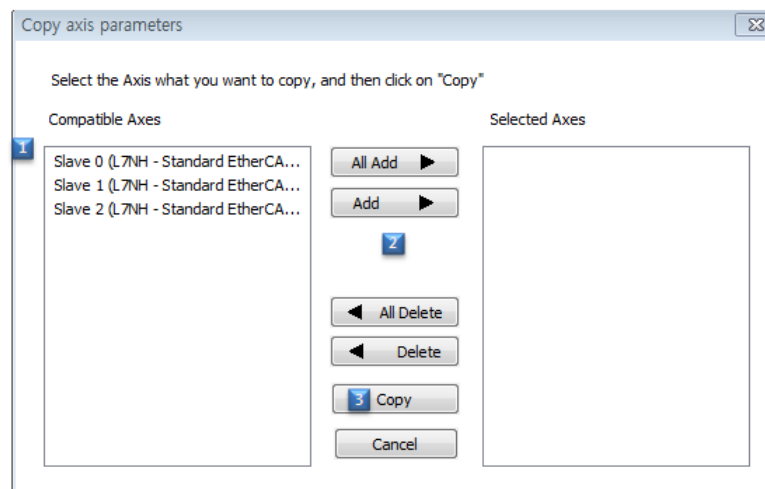 Copy axis parameters
Select the Axis what you want to copy, and then click on "Copy"
Compatible Axes
Selected Axes
1
Slave 0 (L7NH - Standard EtherCA...
Slave 1 (L7NH - Standard EtherCA...
Slave 2 (L7NH - Standard EtherCA...
All Add
Add
2
All Delete
Delete
3 Copy
Cancel